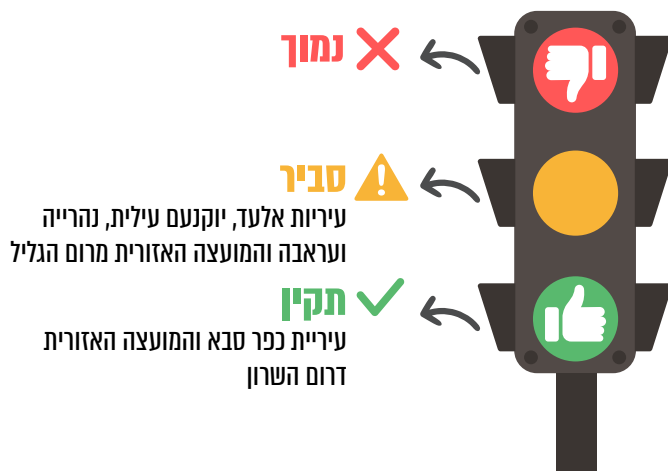 נמוך
סביר
עיריות אלעד, יוקנעם עילית, נהרייה
ועראבה והמועצה האזורית מרום הגליל
תקין
עיריית כפר סבא והמועצה האזורית
דרום השרון